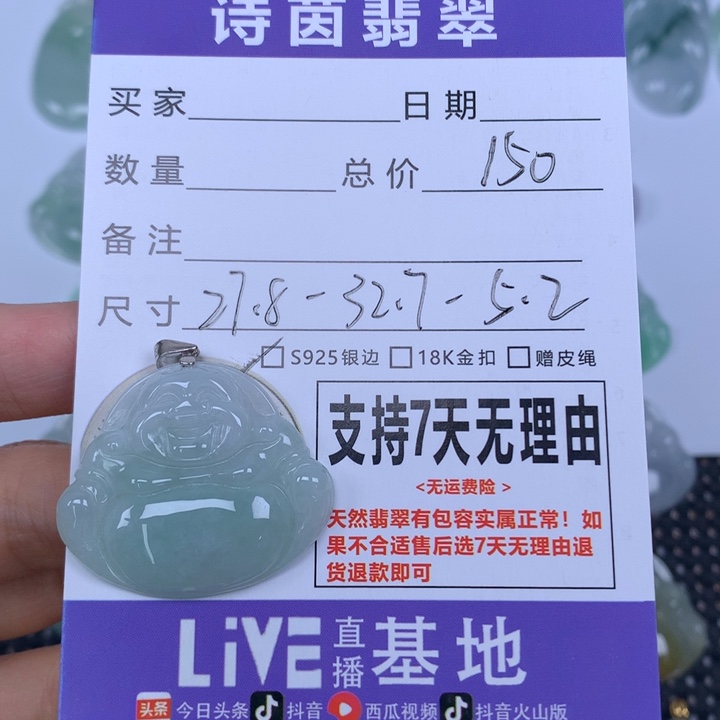 诗茵翡翠
买家 日期
数量 总价 150
备注
尺寸 27.8-32.7-5.2
S925银边 18K金扣 赠皮绳
支持7天无理由
<无运费险>
天然翡翠有包容实属正常！如
果不合适售后选7天无理由退
货退款即可
LiVE 直播 基地
头条 今日头条 抖音 西瓜视频 抖音火山版